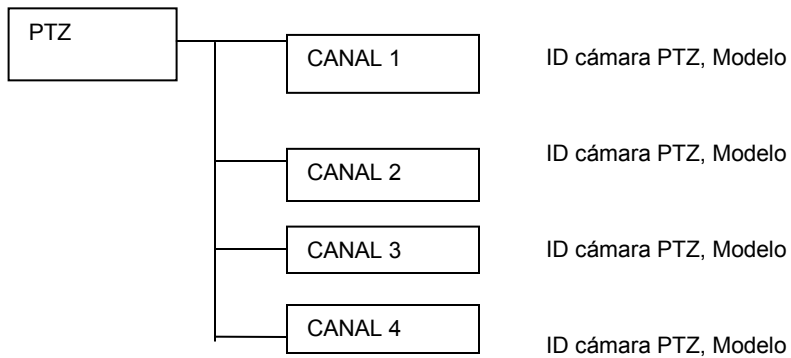 PTZ
CANAL 1
ID cámara PTZ, Modelo
CANAL 2
ID cámara PTZ, Modelo
CANAL 3
ID cámara PTZ, Modelo
CANAL 4
ID cámara PTZ, Modelo